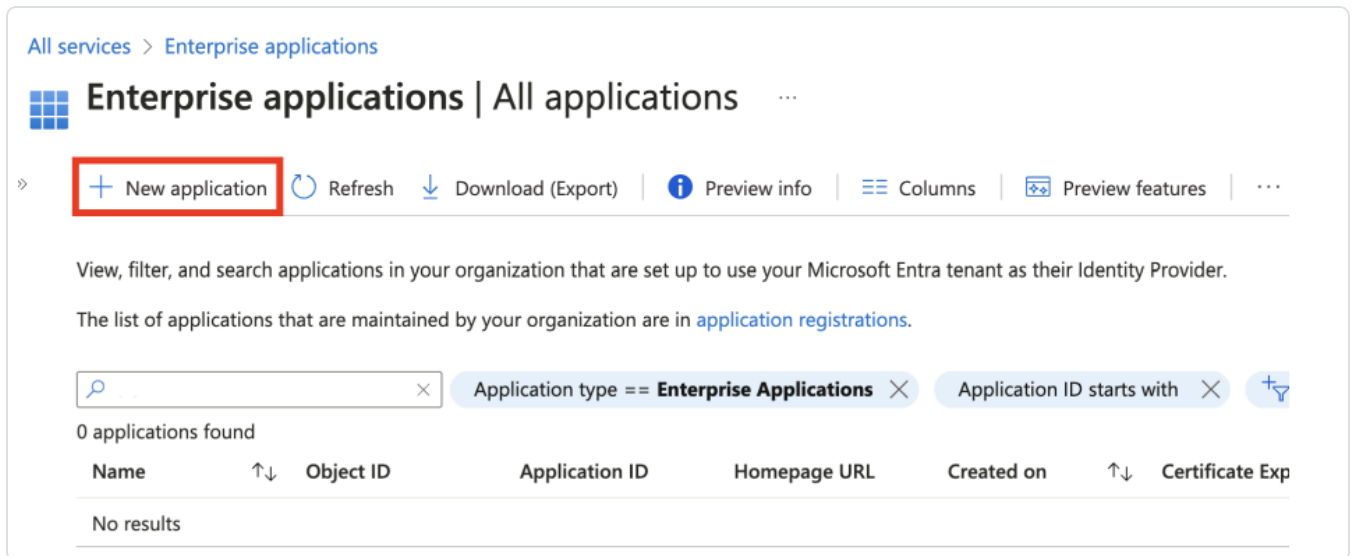 All services > Enterprise applications
Enterprise applications | All applications ...
New application Refresh Download (Export) Preview info Columns Preview features ...
View, filter, and search applications in your organization that are set up to use your Microsoft Entra tenant as their Identity Provider.
The list of applications that are maintained by your organization are in application registrations.
Application type == Enterprise Applications Application ID starts with
0 applications found
Name Object ID Application ID Homepage URL Created on Certificate Exp
No results